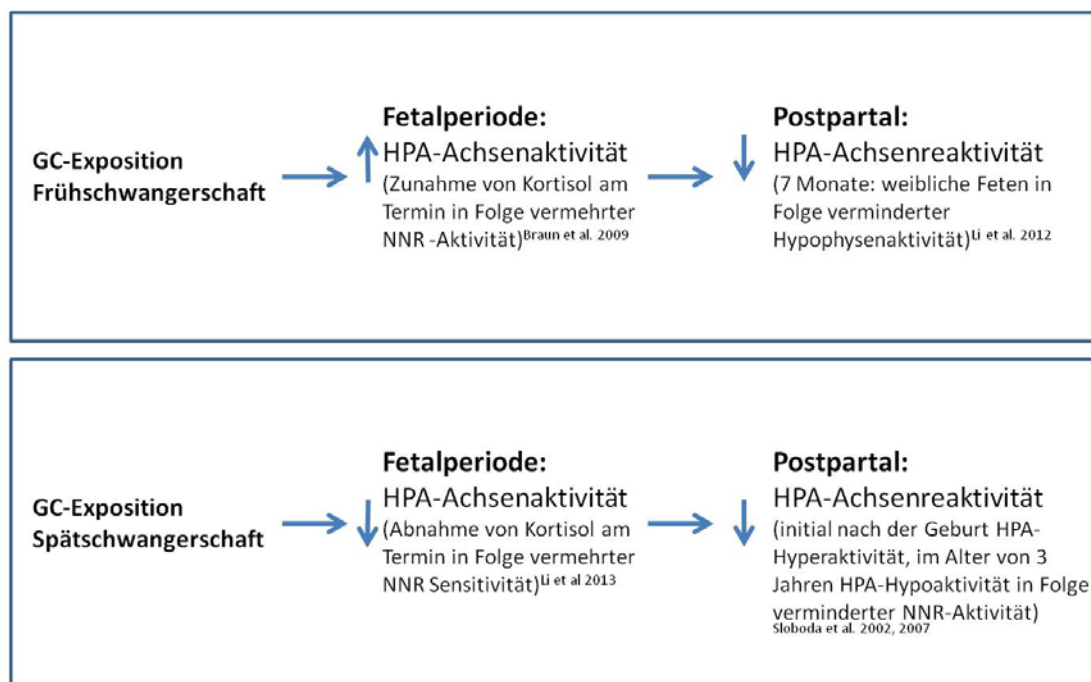 GC-Exposition
Frühschwangerschaft
Fetalperiode:
HPA-Achsenaktivität
(Zunahme von Kortisol am
Termin in Folge vermehrter
NNR -Aktivität)Braun et al. 2009
Postpartal:
HPA-Achsenreaktivität
(7 Monate: weibliche Feten in
Folge verminderter
Hypophysenaktivität)Li et al. 2012
GC-Exposition
Spätschwangerschaft
Fetalperiode:
HPA-Achsenaktivität
(Abnahme von Kortisol am
Termin in Folge vermehrter
NNR Sensitivität)Li et al 2013
Postpartal:
HPA-Achsenreaktivität
(initial nach der Geburt HPA-
Hyperaktivität, im Alter von 3
Jahren HPA-Hypoaktivität in Folge
verminderter NNR-Aktivität)
Sloboda et al. 2002, 2007